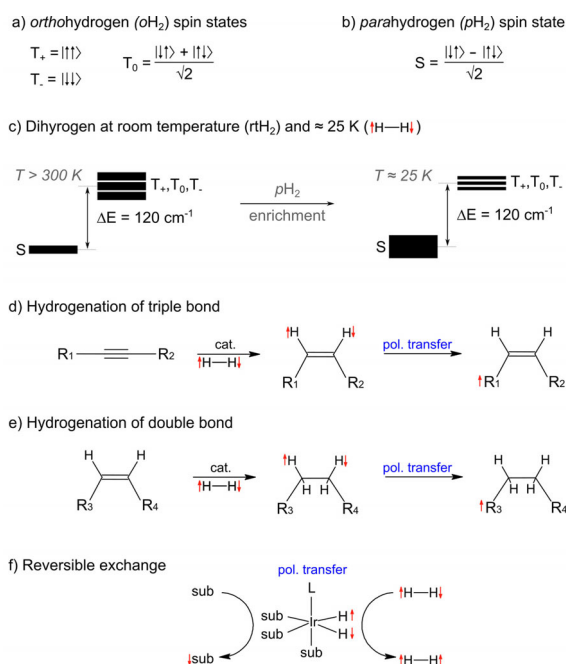 a) orthohydrogen (oH₂) spin states
b) parahydrogen (pH₂) spin state
T₊ = |↑↑⟩
T₋ = |↓↓⟩
T₀ = |↓↑⟩ + |↑↓⟩ / √2
S = |↓↑⟩ − |↑↓⟩ / √2
c) Dihyrogen at room temperature (rtH₂) and ≈ 25 K (↑H—H↓)
T > 300 K
T₊,T₀,T₋
ΔE = 120 cm⁻¹
S
pH₂
enrichment
T ≈ 25 K
T₊,T₀,T₋
ΔE = 120 cm⁻¹
S
d) Hydrogenation of triple bond
R₁ R₂
cat.
↑H—H↓
↑H H↓
R₁ R₂
pol. transfer
H H
↑R₁ R₂
e) Hydrogenation of double bond
H H
R₃ R₄
cat.
↑H—H↓
↑H H↓
H H
R₃ R₄
pol. transfer
H H
H H
↑R₃ R₄
f) Reversible exchange
pol. transfer
sub
↓sub
L
sub Ir H↑
sub H↓
sub
↑H—H↓
↑H—H↑